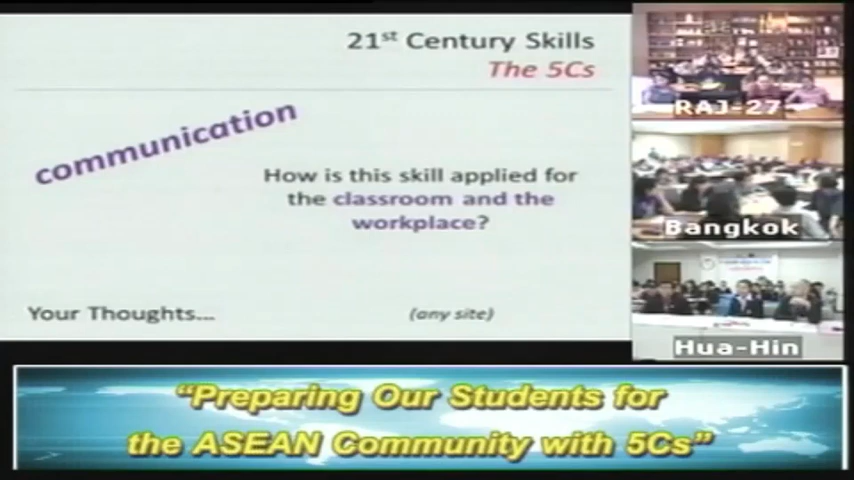 21st Century Skills
The 5Cs
communication
How is this skill applied for
the classroom and the
workplace?
Your Thoughts...
(any site)
RAJ-27
Bangkok
Hua-Hin
“Preparing Our Students for
the ASEAN Community with 5Cs”